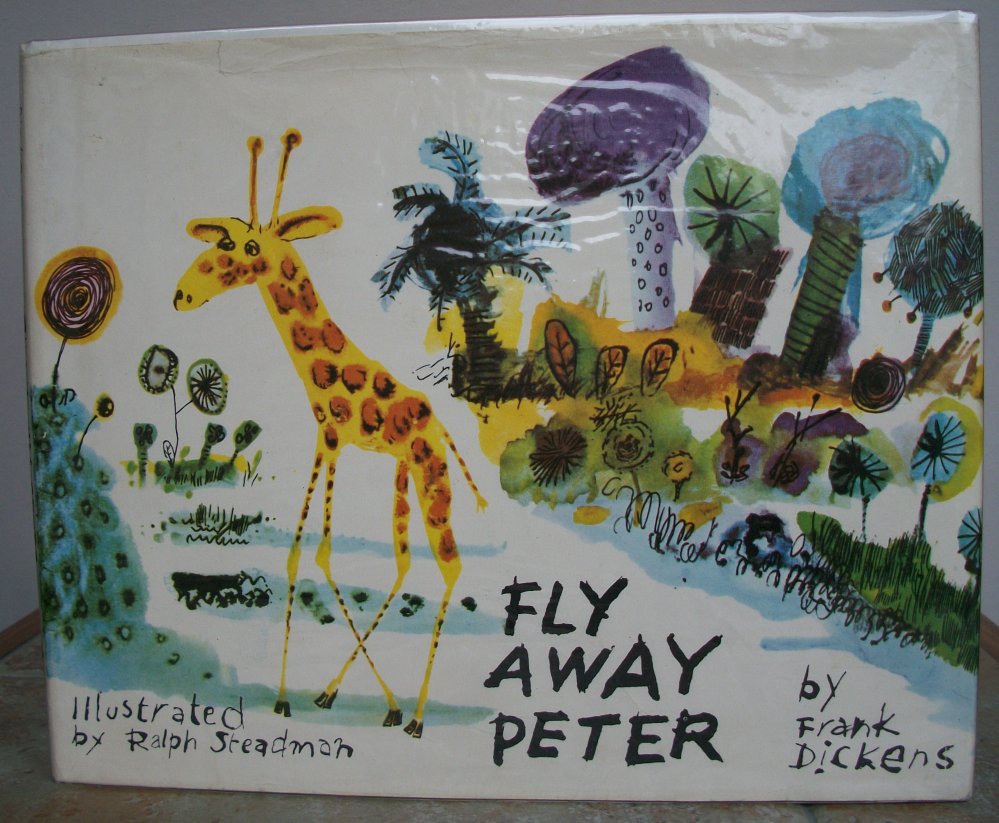 FLY
AWAY
PETER
by
Frank
Dickens
Illustrated
by Ralph Steadman